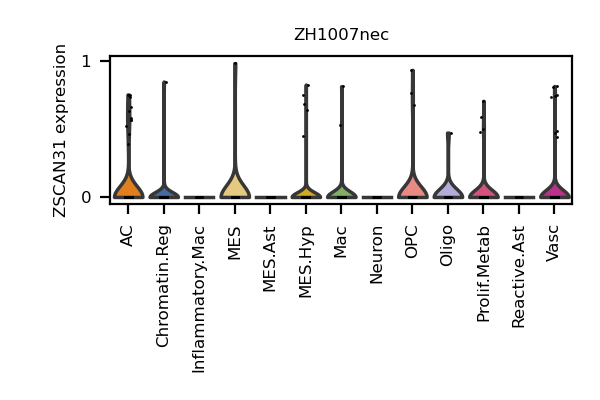 ZH1007nec
ZSCAN31 expression
1
0
AC
Chromatin.Reg
Inflammatory.Mac
MES
MES.Ast
MES.Hyp
Mac
Neuron
OPC
Oligo
Prolif.Metab
Reactive.Ast
Vasc